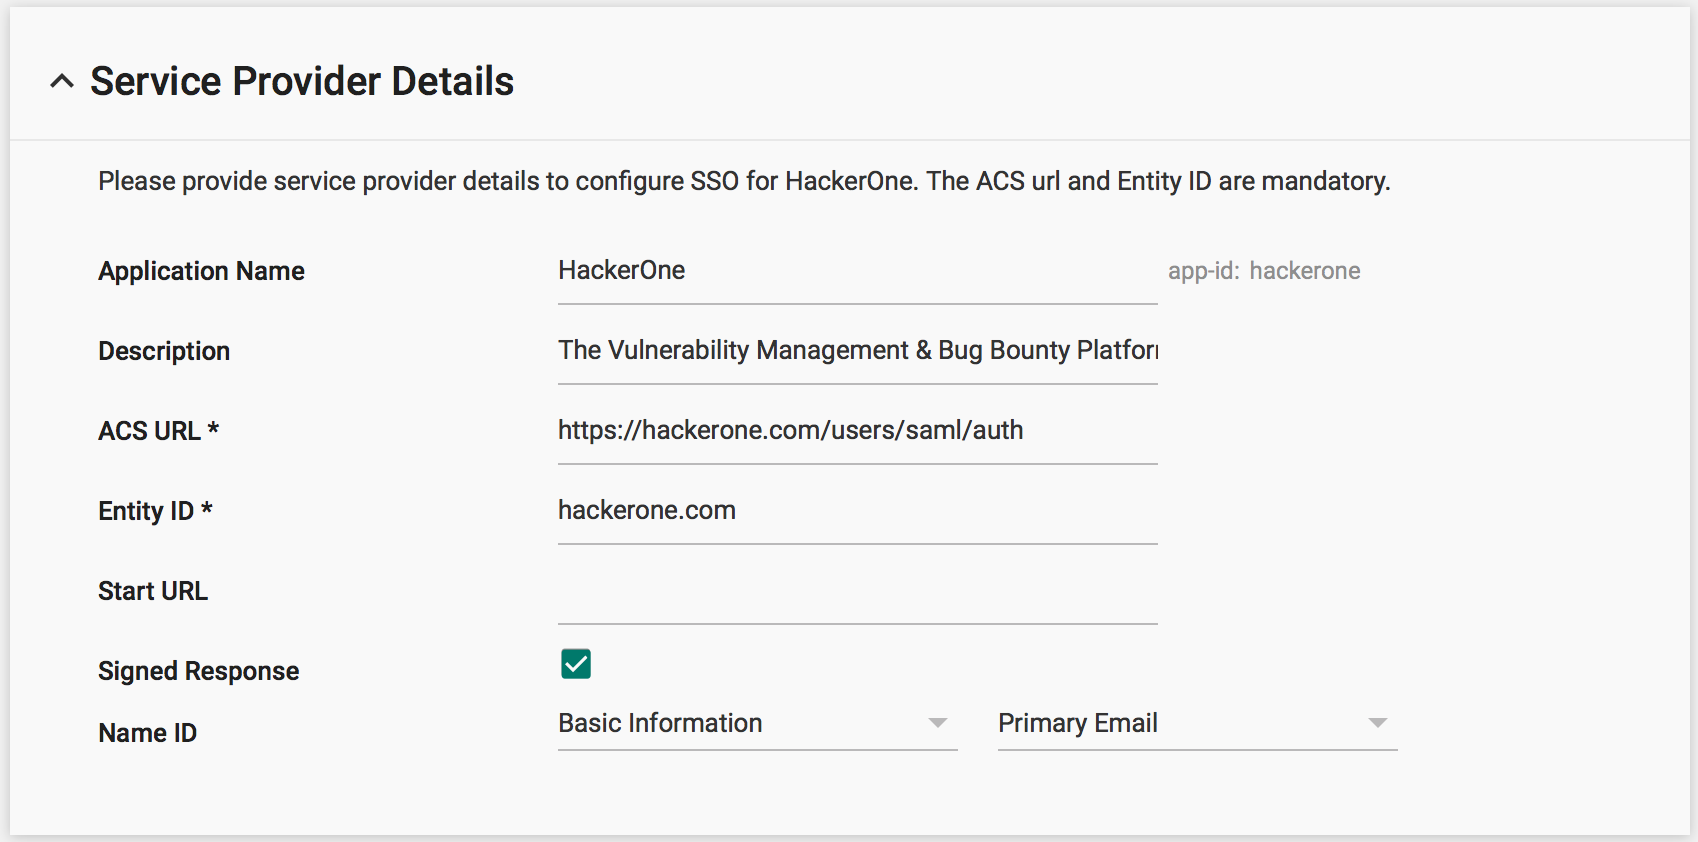 Service Provider Details
Please provide service provider details to configure SSO for HackerOne. The ACS url and Entity ID are mandatory.
Application Name HackerOne app-id: hackerone
Description The Vulnerability Management & Bug Bounty
ACS URL * https://hackerone.com/users/saml/auth
Entity ID * hackerone.com
Start URL
Signed Response
Name ID Basic Information Primary Email